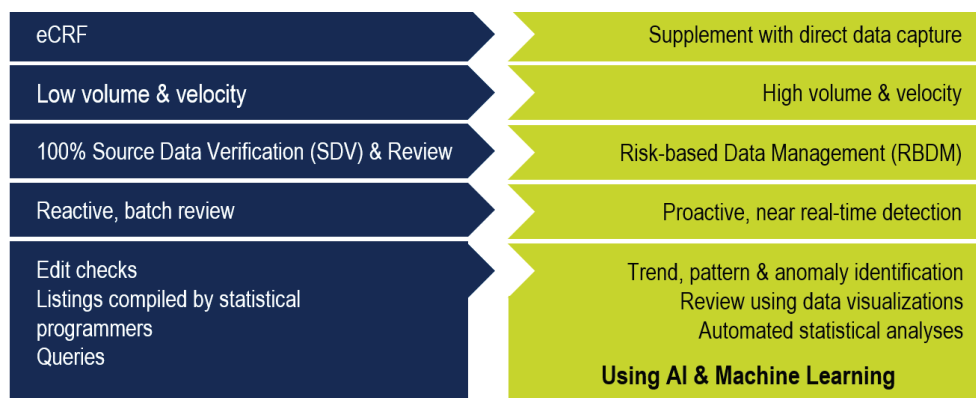 eCRF
Supplement with direct data capture
Low volume & velocity
High volume & velocity
100% Source Data Verification (SDV) & Review
Risk-based Data Management (RBDM)
Reactive, batch review
Proactive, near real-time detection
Edit checks
Listings compiled by statistical
programmers
Queries
Trend, pattern & anomaly identification
Review using data visualizations
Automated statistical analyses
Using AI & Machine Learning